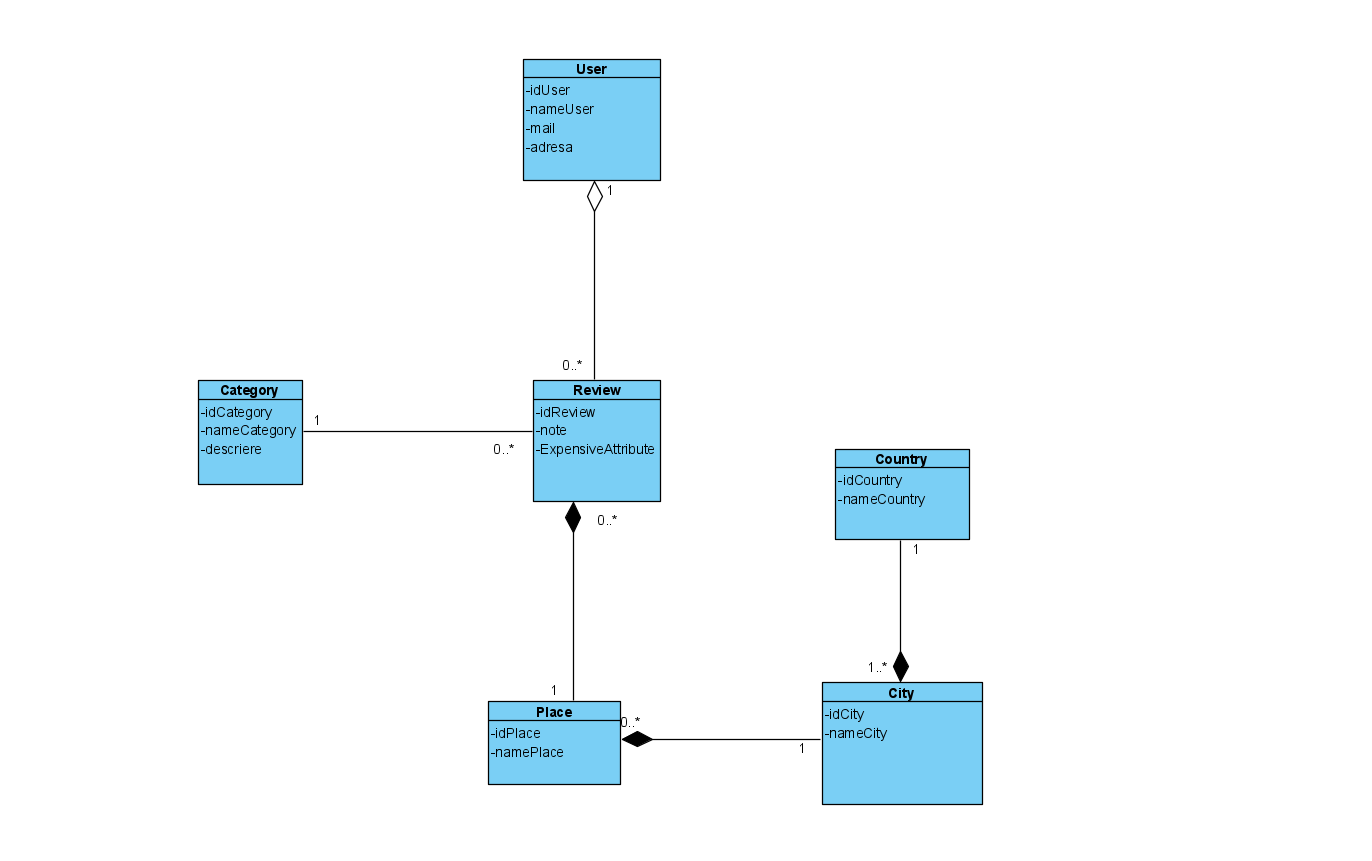 User
-idUser
-nameUser
-mail
-adresa
1
0..*
Category
-idCategory
-nameCategory
-descriere
1
0..*
Review
-idReview
-note
-ExpensiveAttribute
0..*
1
Country
-idCountry
-nameCountry
1
1..*
Place
-idPlace
-namePlace
0..*
1
City
-idCity
-nameCity